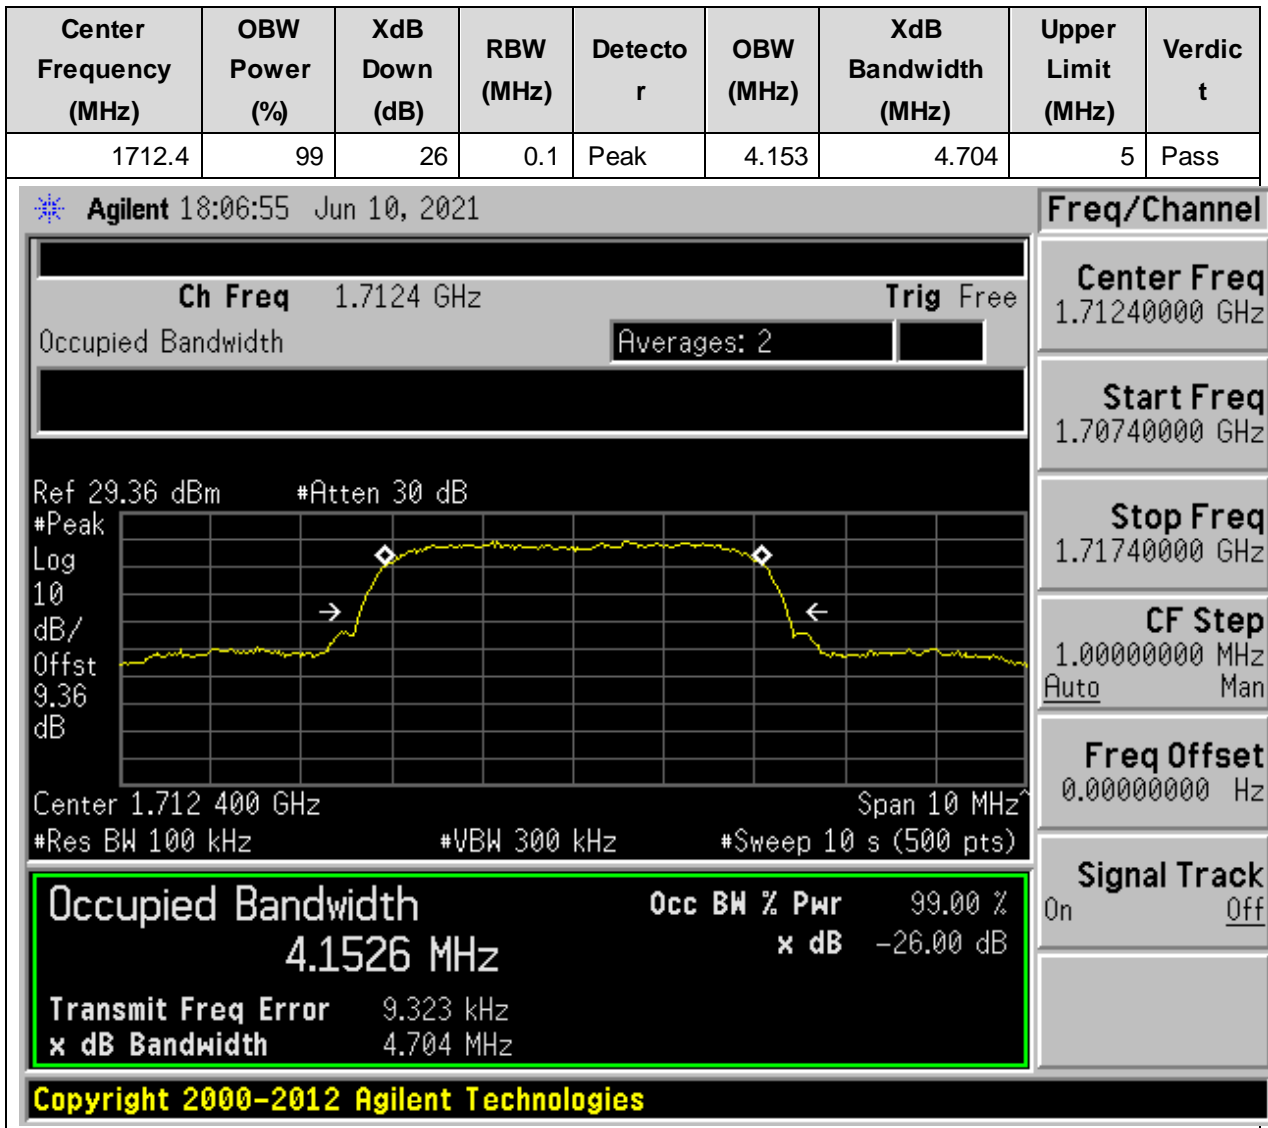 Center Frequency (MHz) OBW Power (%) XdB Down (dB) RBW (MHz) Detecto r OBW (MHz) XdB Bandwidth (MHz) Upper Limit (MHz) Verdic t
1712.4 99 26 0.1 Peak 4.153 4.704 5 Pass
Agilent 18:06:55 Jun 10, 2021
Freq/Channel
Ch Freq 1.7124 GHz Trig Free
Occupied Bandwidth Averages: 2
Center Freq
1.71240000 GHz
Start Freq
1.70740000 GHz
Stop Freq
1.71740000 GHz
CF Step
1.00000000 MHz
Auto Man
Freq Offset
0.00000000 Hz
Signal Track
On Off
Ref 29.36 dBm #Atten 30 dB
#Peak
Log
10
dB/
Offst
9.36
dB
Center 1.712 400 GHz Span 10 MHz^
#Res BW 100 kHz #VBW 300 kHz #Sweep 10 s (500 pts)
Occupied Bandwidth Occ BW % Pwr 99.00 %
4.1526 MHz x dB -26.00 dB
Transmit Freq Error 9.323 kHz
x dB Bandwidth 4.704 MHz
Copyright 2000-2012 Agilent Technologies